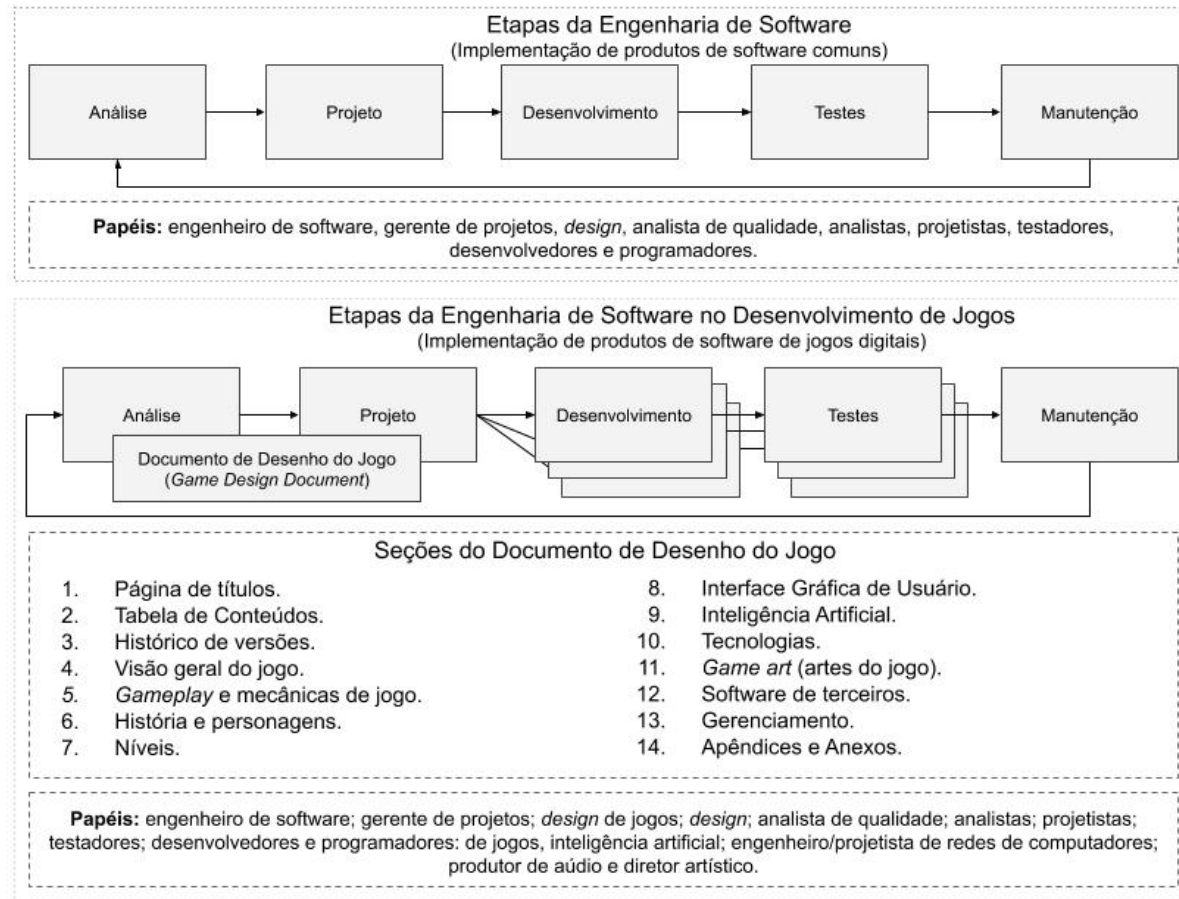 Etapas da Engenharia de Software
(Implementação de produtos de software comuns)
Análise
Projeto
Desenvolvimento
Testes
Manutenção
Papéis: engenheiro de software, gerente de projetos, design, analista de qualidade, analistas, projetistas, testadores,
desenvolvedores e programadores.
Etapas da Engenharia de Software no Desenvolvimento de Jogos
(Implementação de produtos de software de jogos digitais)
Análise
Projeto
Desenvolvimento
Testes
Manutenção
Documento de Desenho do Jogo
(Game Design Document)
Seções do Documento de Desenho do Jogo
1. Página de títulos.
2. Tabela de Conteúdos.
3. Histórico de versões.
4. Visão geral do jogo.
5. Gameplay e mecânicas de jogo.
6. História e personagens.
7. Níveis.
8. Interface Gráfica de Usuário.
9. Inteligência Artificial.
10. Tecnologias.
11. Game art (artes do jogo).
12. Software de terceiros.
13. Gerenciamento.
14. Apêndices e Anexos.
Papéis: engenheiro de software; gerente de projetos; design de jogos; design; analista de qualidade; analistas; projetistas;
testadores; desenvolvedores e programadores: de jogos, inteligência artificial; engenheiro/projetista de redes de computadores;
produtor de aúdio e diretor artístico.